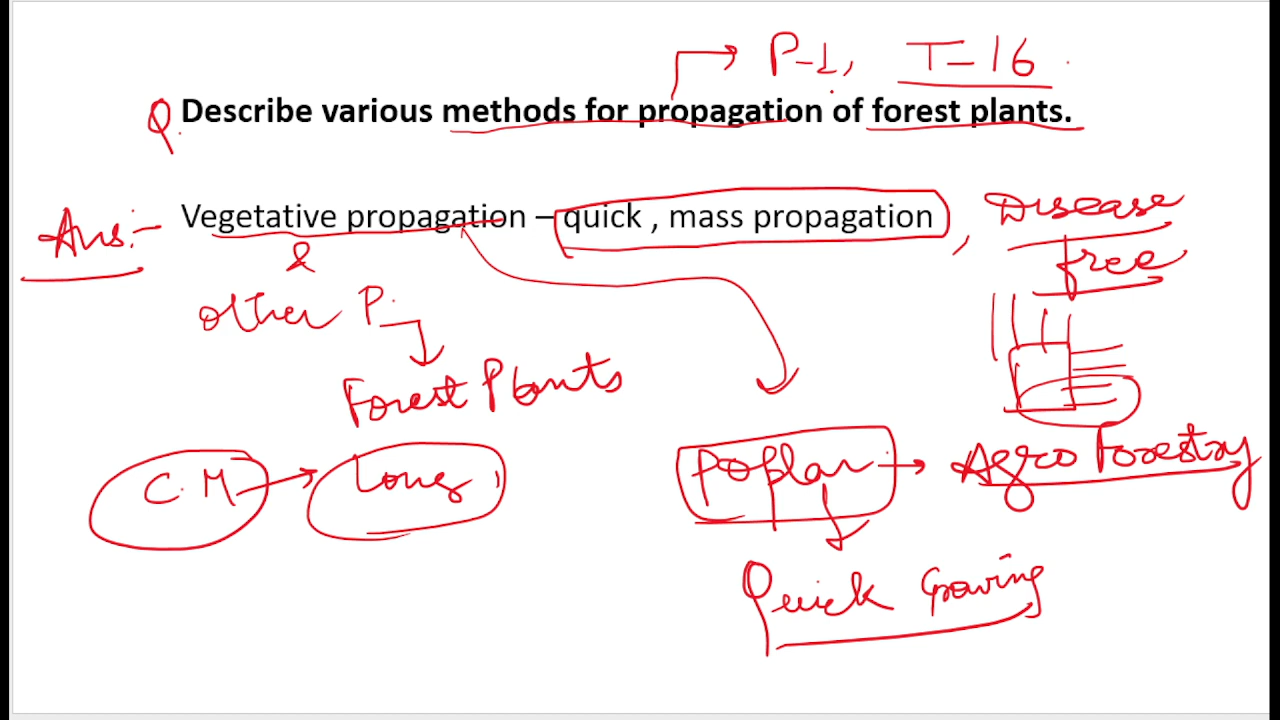 P-1, T-16
Q. Describe various methods for propagation of forest plants.
Ans:- Vegetative propagation – quick , mass propagation , Disease free
&
other P.
Forest Plants
C.M Long
Poplar Agro Forestry
Quick Growing